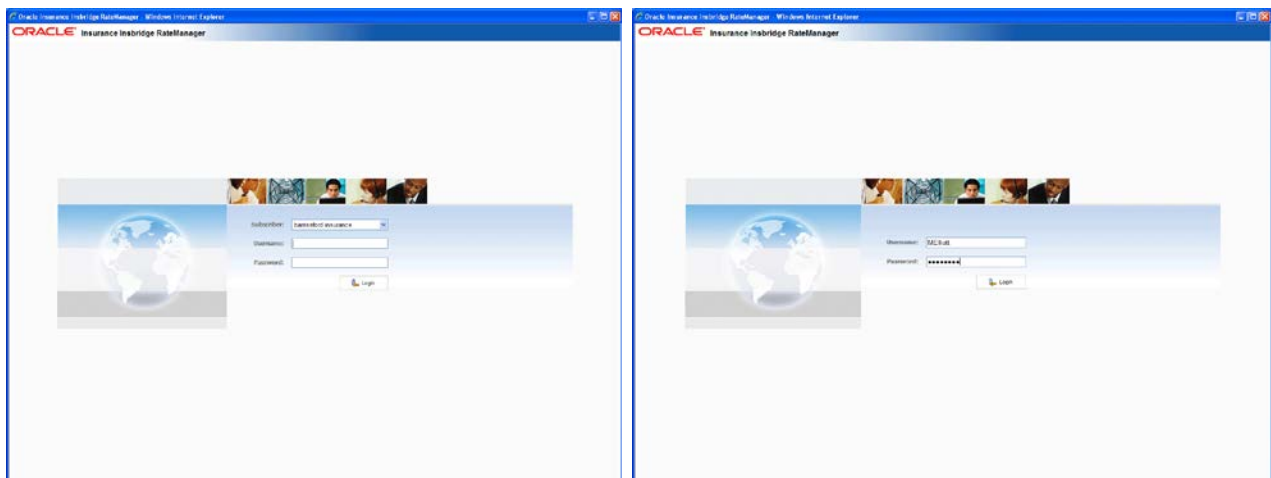 Oracle Insurance Insbridge RateManager - Windows Internet Explorer
ORACLE Insurance Insbridge RateManager
Subscriber:
insurance
Username:
Password:
Login
Oracle Insurance Insbridge RateManager - Windows Internet Explorer
ORACLE Insurance Insbridge RateManager
Username:
Password: ••••••••
Login